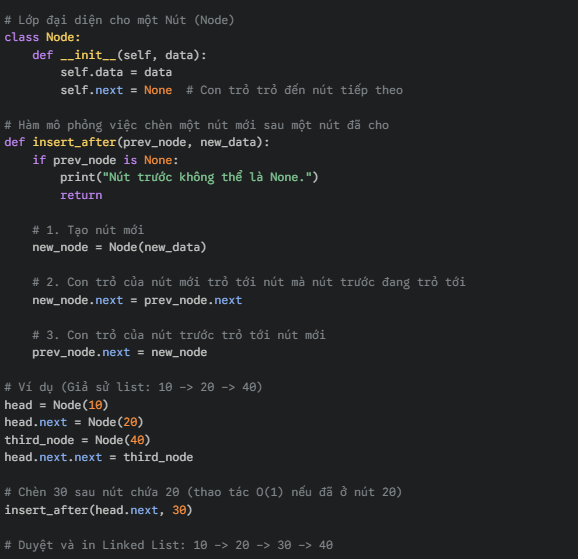 # Lớp đại diện cho một Nút (Node)
class Node:
    def __init__(self, data):
        self.data = data
        self.next = None  # Con trỏ trỏ đến nút tiếp theo

# Hàm mô phỏng việc chèn một nút mới sau một nút đã cho
def insert_after(prev_node, new_data):
    if prev_node is None:
        print("Nút trước không thể là None.")
        return

    # 1. Tạo nút mới
    new_node = Node(new_data)

    # 2. Con trỏ của nút mới trỏ tới nút mà nút trước đang trỏ tới
    new_node.next = prev_node.next

    # 3. Con trỏ của nút trước trỏ tới nút mới
    prev_node.next = new_node

# Ví dụ (Giả sử list: 10 -> 20 -> 40)
head = Node(10)
head.next = Node(20)
third_node = Node(40)
head.next.next = third_node

# Chèn 30 sau nút chứa 20 (thao tác O(1) nếu đã ở nút 20)
insert_after(head.next, 30)

# Duyệt và in Linked List: 10 -> 20 -> 30 -> 40